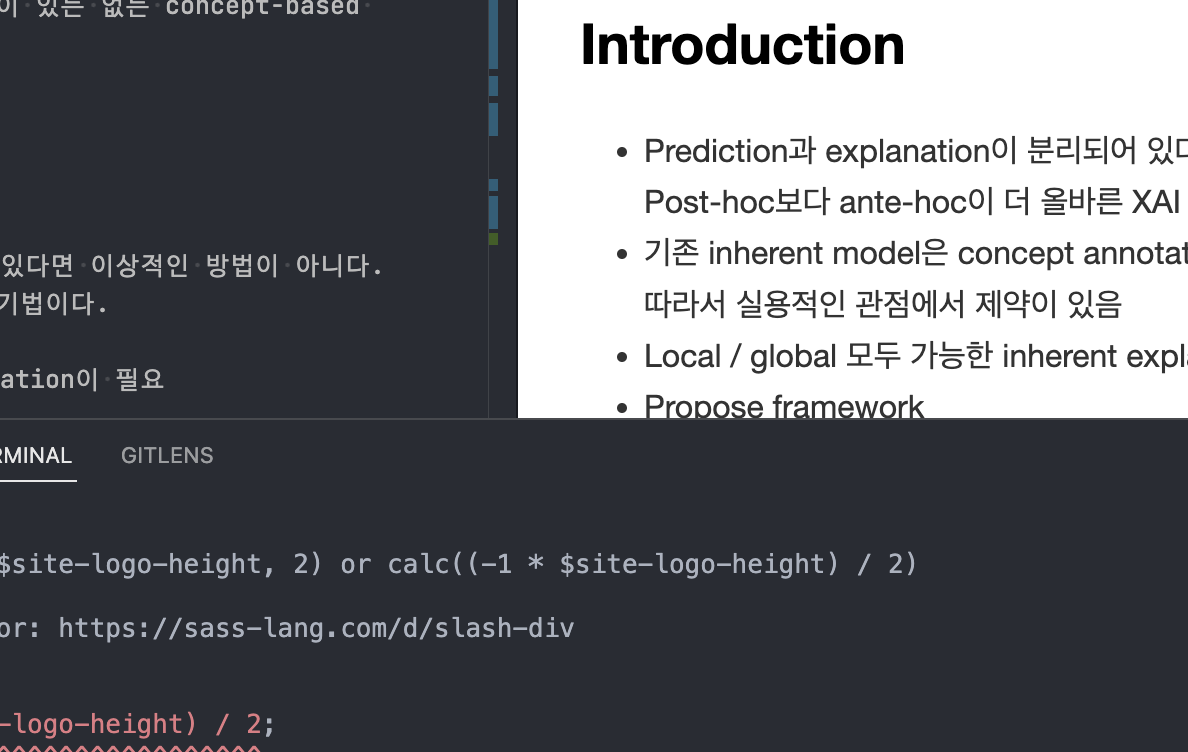 이 있든 없든 concept-based
있다면 이상적인 방법이 아니다.
기법이다.
ation이 필요
Introduction
Prediction과 explanation이 분리되어
Post-hoc보다 ante-hoc이 더 올바른 XAI
기존 inherent model은 concept annotat
따라서 실용적인 관점에서 제약이 있음
Local / global 모두 가능한 inherent expl
Propose framework
RMINAL GITLENS
$site-logo-height, 2) or calc((-1 * $site-logo-height) / 2)
or: https://sass-lang.com/d/slash-div
-logo-height) / 2;
^^^^^^^^^^^^^^^^^